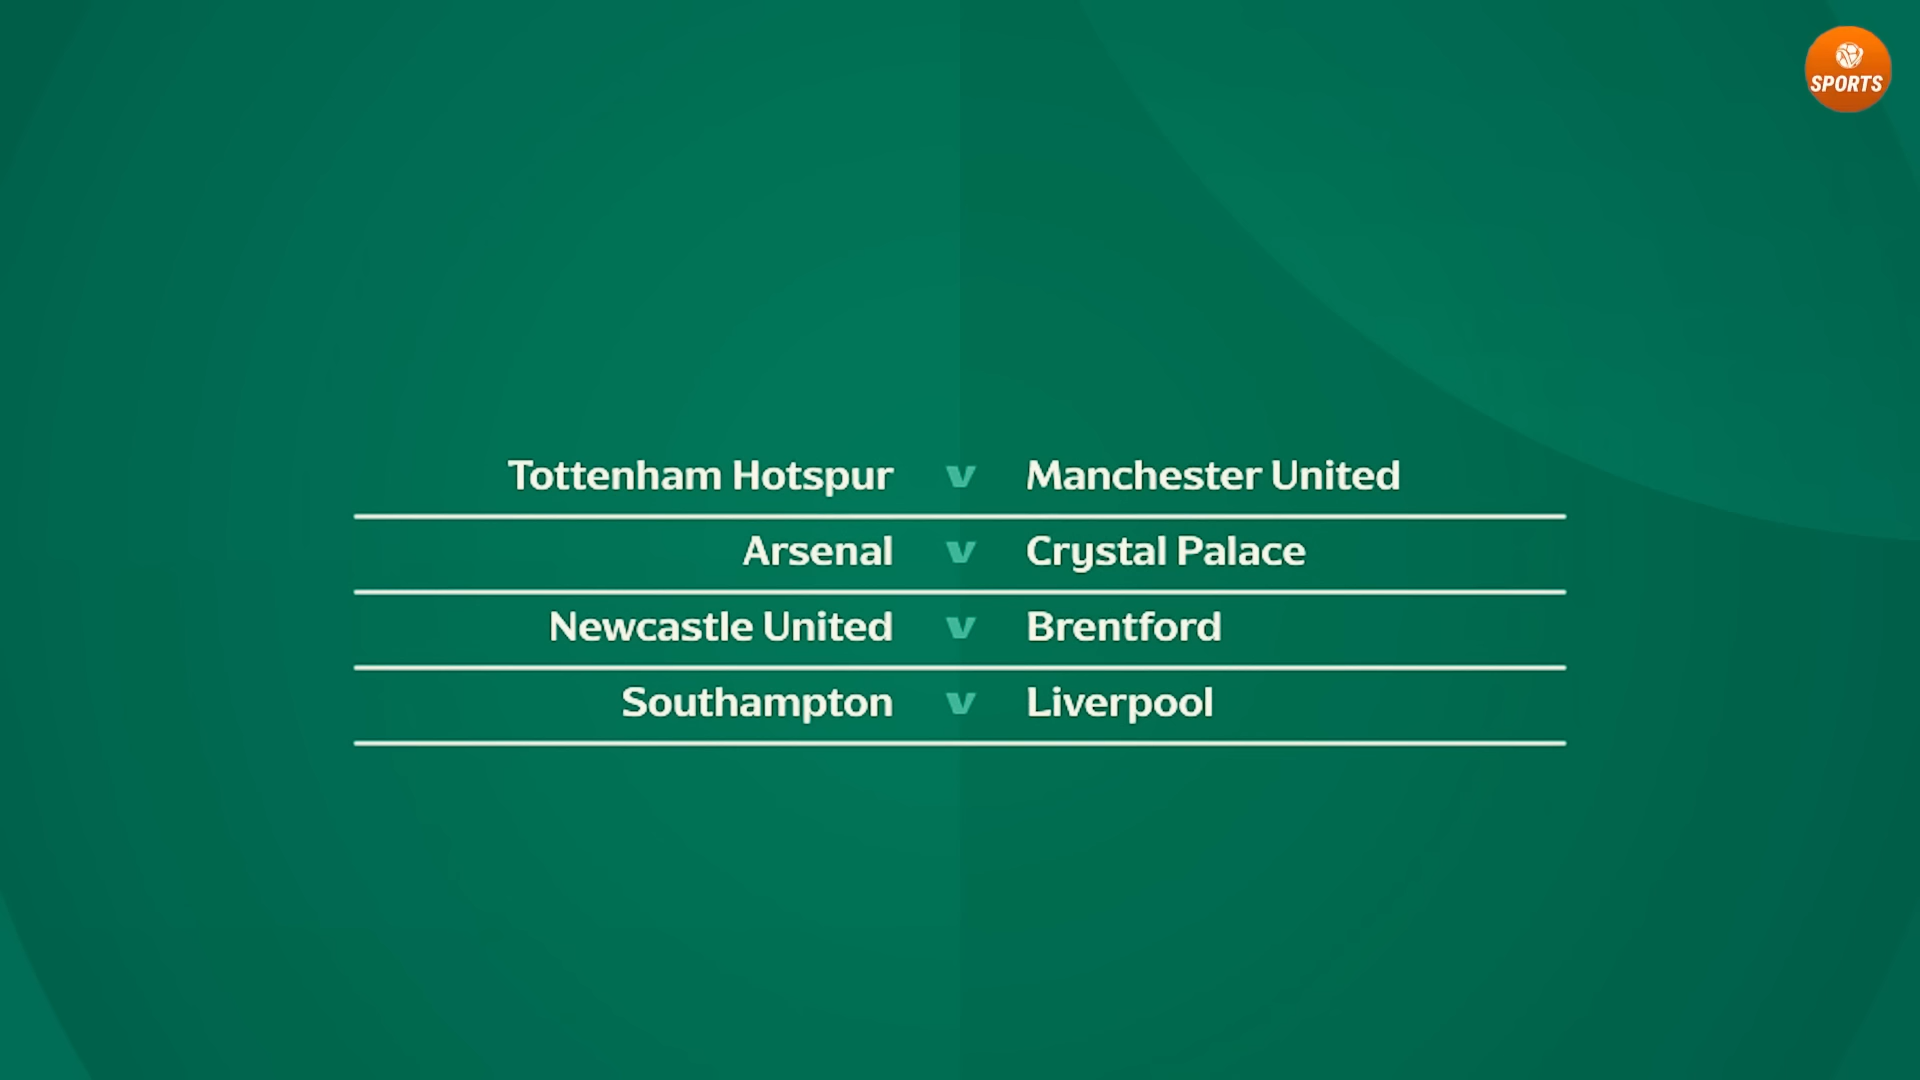 SPORTS
Tottenham Hotspur v Manchester United
Arsenal v Crystal Palace
Newcastle United v Brentford
Southampton v Liverpool